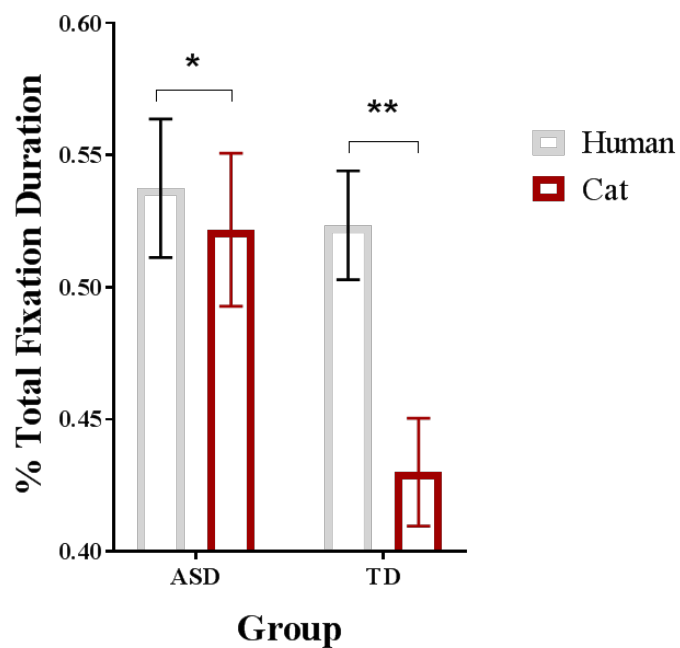 0.60
0.55
0.50
0.45
0.40
% Total Fixation Duration
*
**
Human
Cat
ASD
TD
Group